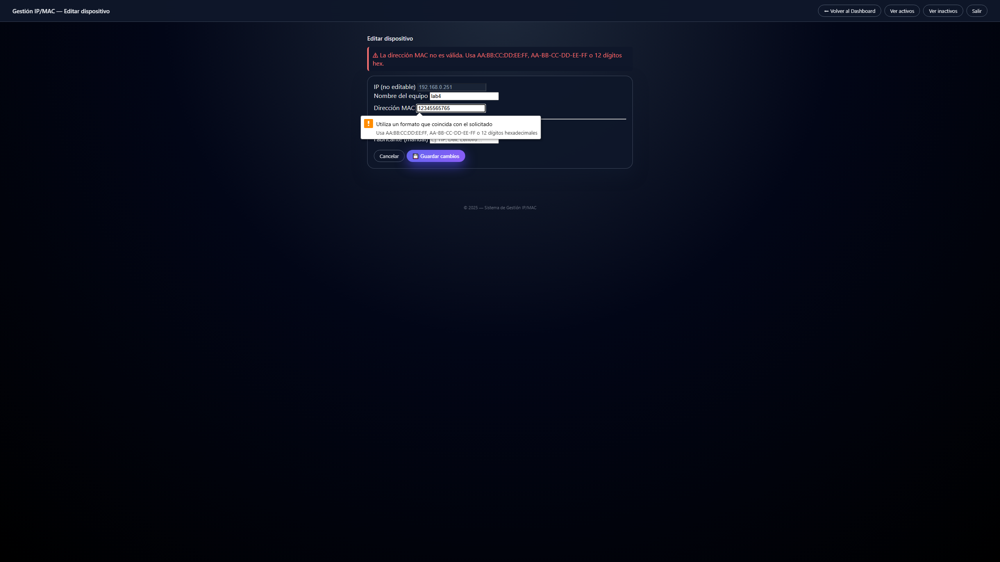 Gestión IP/MAC — Editar dispositivo
← Volver al Dashboard
Ver activos
Ver inactivos
Salir
Editar dispositivo
⚠ La dirección MAC no es válida. Usa AA:BB:CC:DD:EE:FF, AA-BB-CC-DD-EE-FF o 12 dígitos
hex.
IP (no editable) 192.168.0.251
Nombre del equipo lab4
Dirección MAC 12345565765
Utiliza un formato que coincida con el solicitado
Usa AA:BB:CC:DD:EE:FF, AA-BB-CC-DD-EE-FF o 12 dígitos hexadecimales
Fabricante (manual) Ej: HP, Dell, Lenovo...
Cancelar
💾 Guardar cambios
© 2025 — Sistema de Gestión IP/MAC